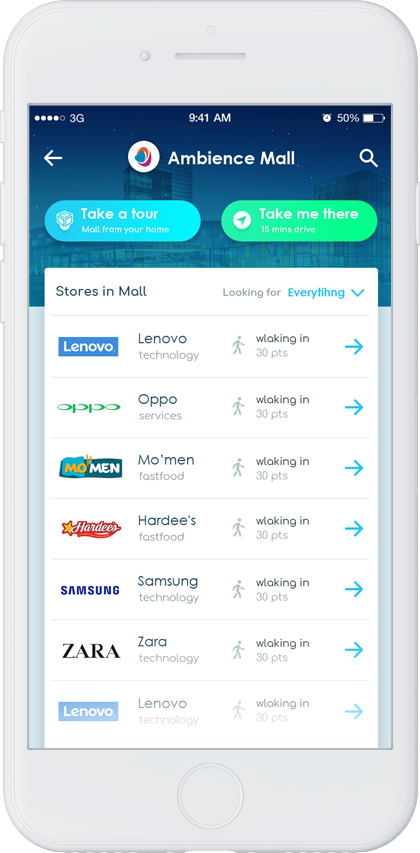 3G
9:41 AM
50%
Ambience Mall
Take a tour
Mall from your home
Take me there
15 mins drive
Stores in Mall
Looking for Everytihng
Lenovo.
Lenovo
technology
wlaking in
30 pts
oppo
Oppo
services
wlaking in
30 pts
MO'MEN
Mo'men
fastfood
wlaking in
30 pts
Hardee's
Hardee's
fastfood
wlaking in
30 pts
SAMSUNG
Samsung
technology
wlaking in
30 pts
ZARA
Zara
technology
wlaking in
30 pts
Lenovo.
Lenovo
technology
wlaking in
30 pts